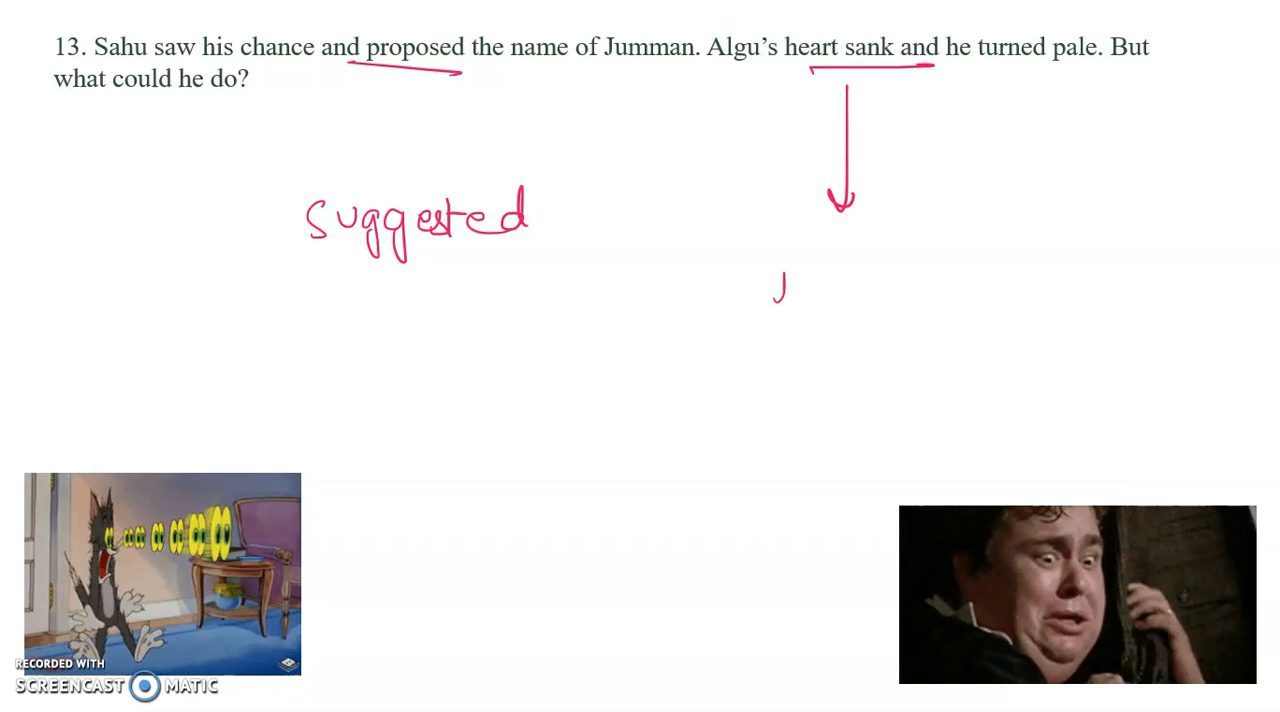 13. Sahu saw his chance and proposed the name of Jumman. Algu's heart sank and he turned pale. But
what could he do?
suggested
RECORDED WITH
SCREENCAST MATIC